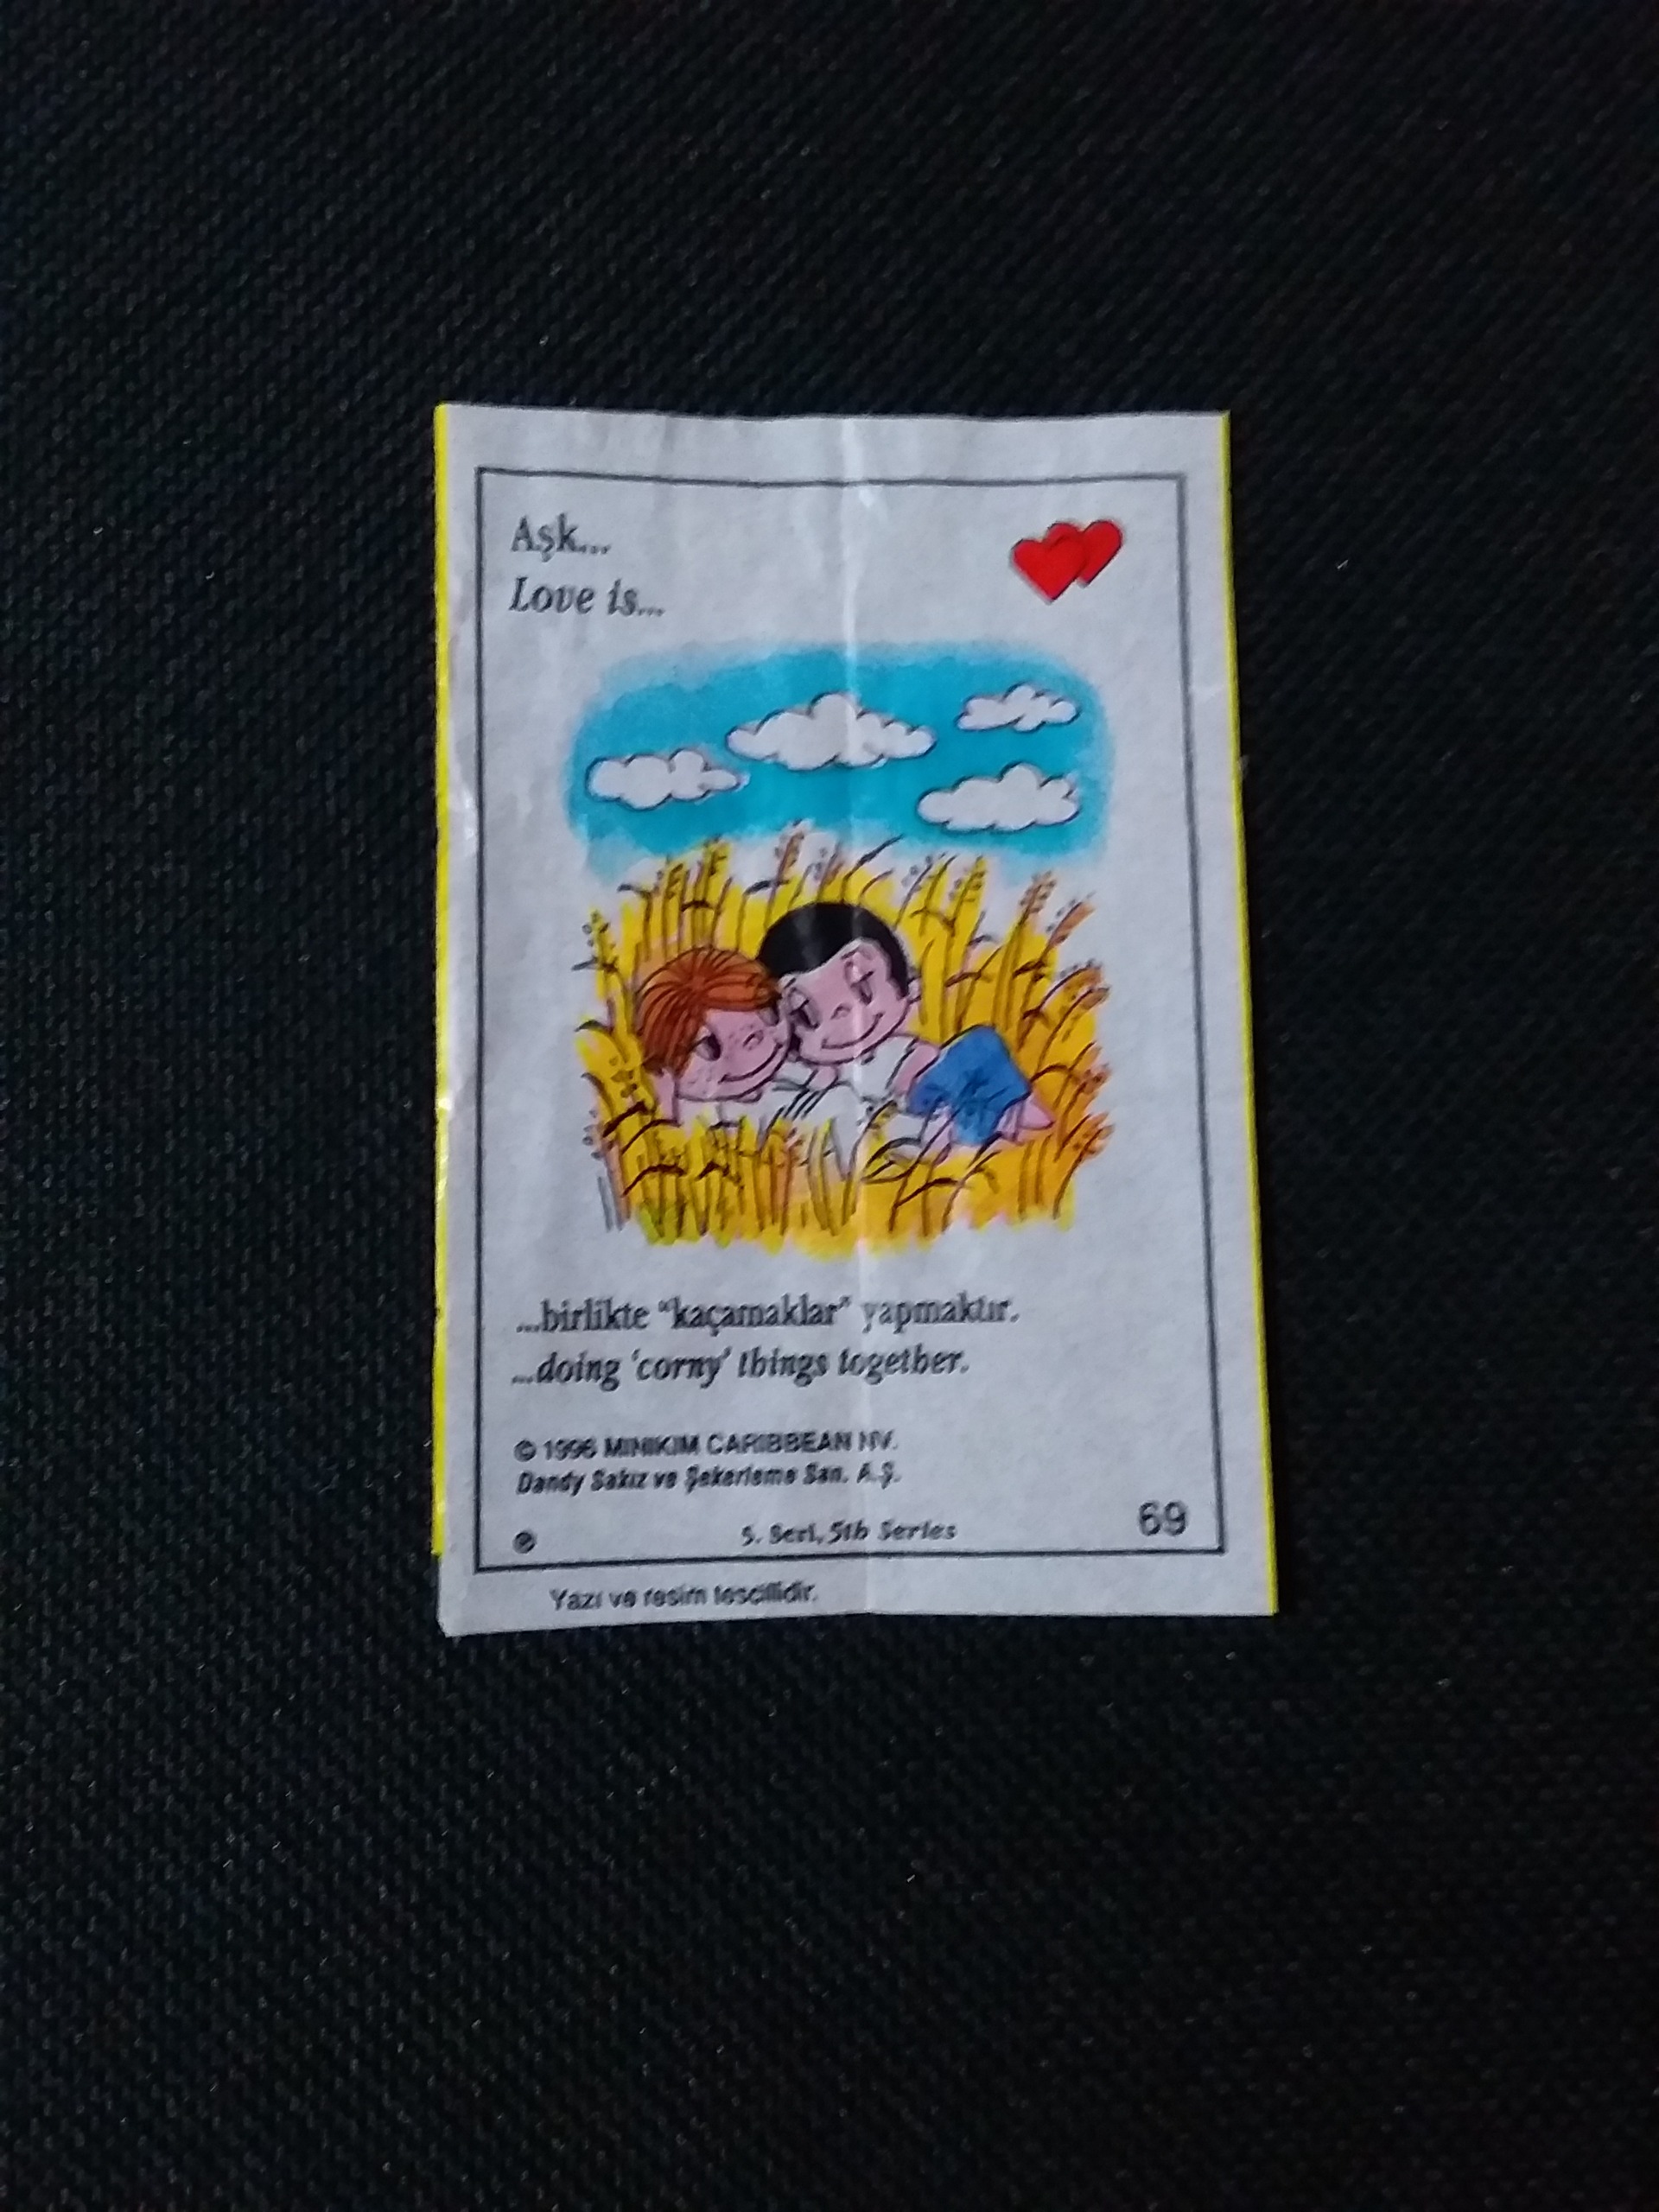 Aşk...
Love is...
...birlikte “kaçamaklar” yapmaktır.
...doing ‘corny’ things together.
© 1996 MINIKIM CARIBBEAN NV.
Dandy Sakız ve Şekerleme San. A.Ş.
5. Seri, 5th Series
69
Yazı ve resim tescillidir.